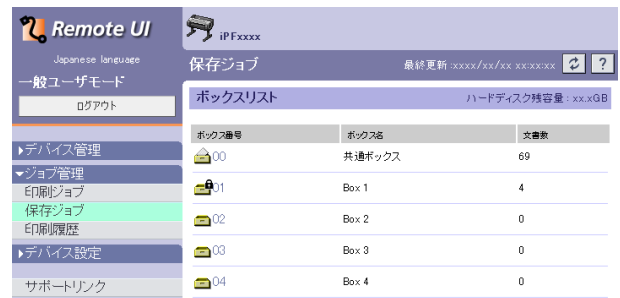 Remote UI
iPFxxxx
Japanese language
一般ユーザモード
ログアウト
保存ジョブ
最終更新 :xxxx/xx/xx xx:xx:xx
?
ボックスリスト
ハードディスク残容量 : xx.xGB
デバイス管理
ジョブ管理
印刷ジョブ
保存ジョブ
印刷履歴
デバイス設定
サポートリンク
ボックス番号 ボックス名 文書数
00 共通ボックス 69
01 Box 1 4
02 Box 2 0
03 Box 3 0
04 Box 4 0